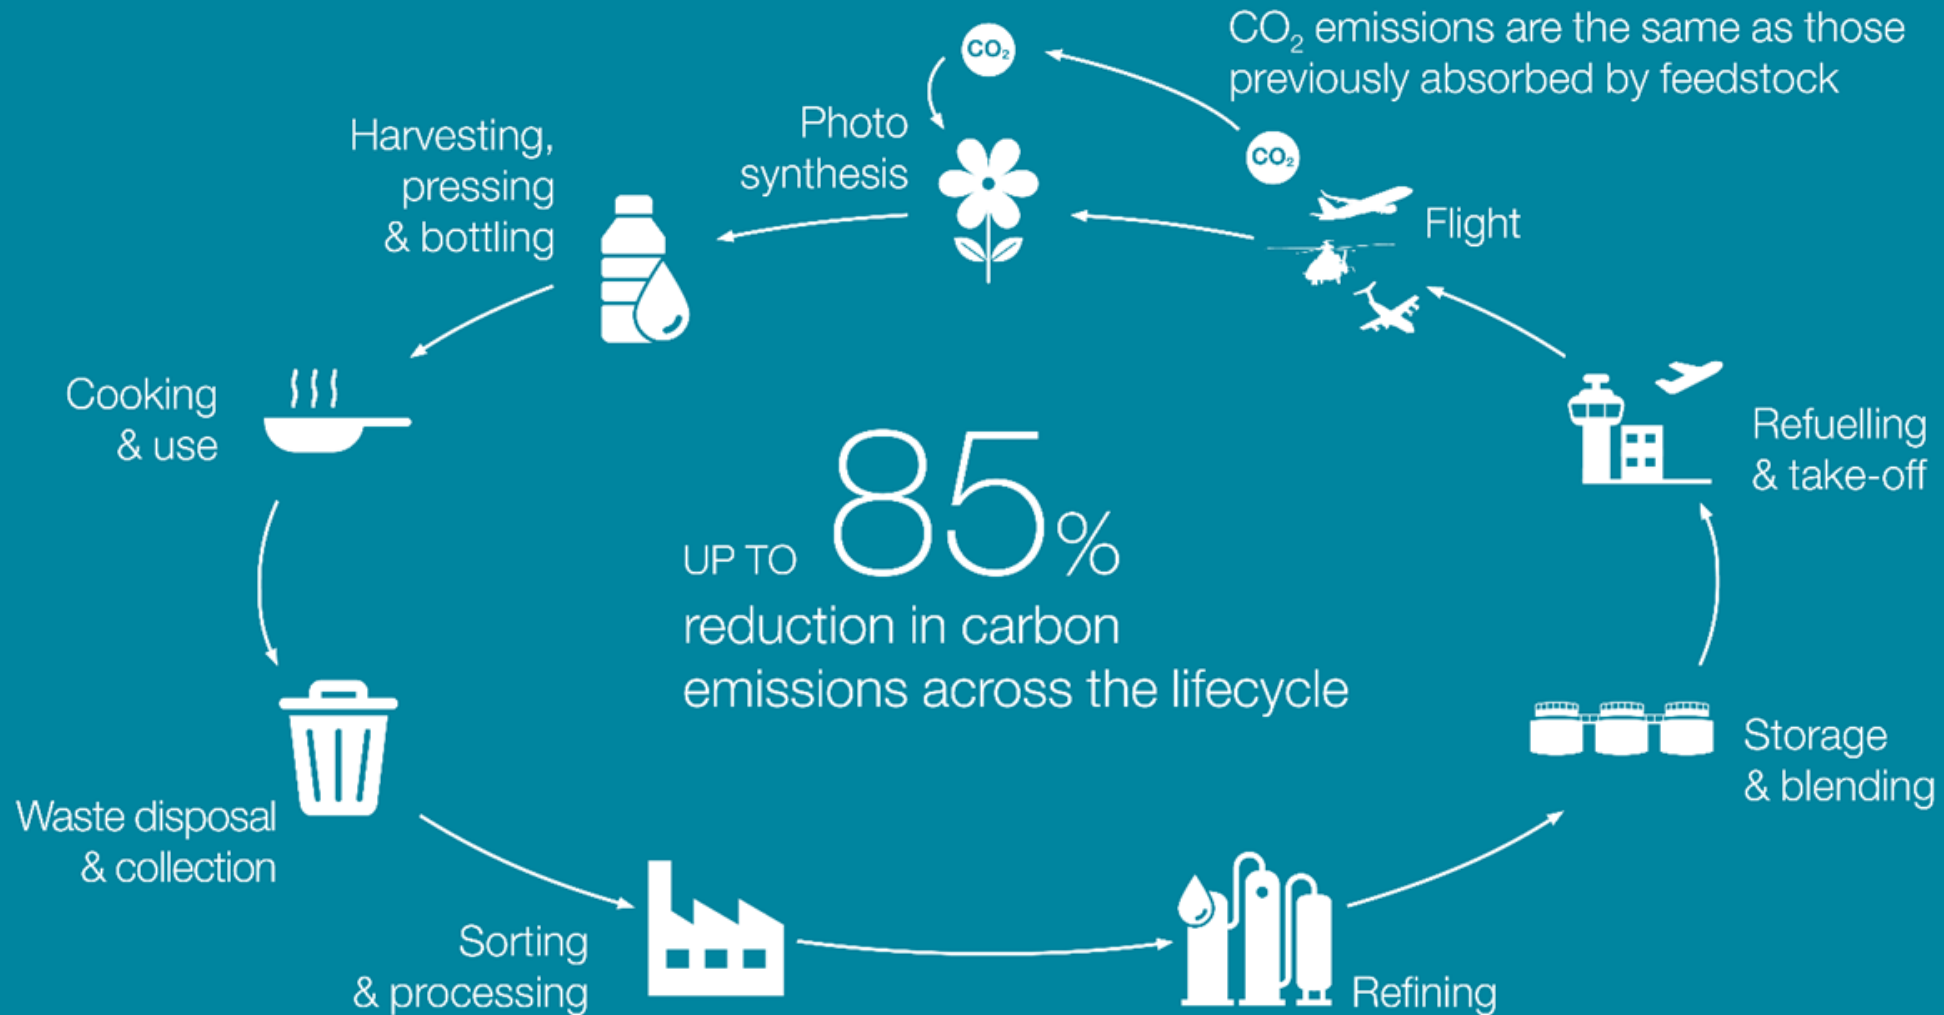 CO₂ emissions are the same as those
previously absorbed by feedstock
CO₂
CO₂
Photo
synthesis
Harvesting,
pressing
& bottling
Flight
Cooking
& use
Refuelling
& take-off
UP TO 85%
reduction in carbon
emissions across the lifecycle
Storage
& blending
Waste disposal
& collection
Sorting
& processing
Refining